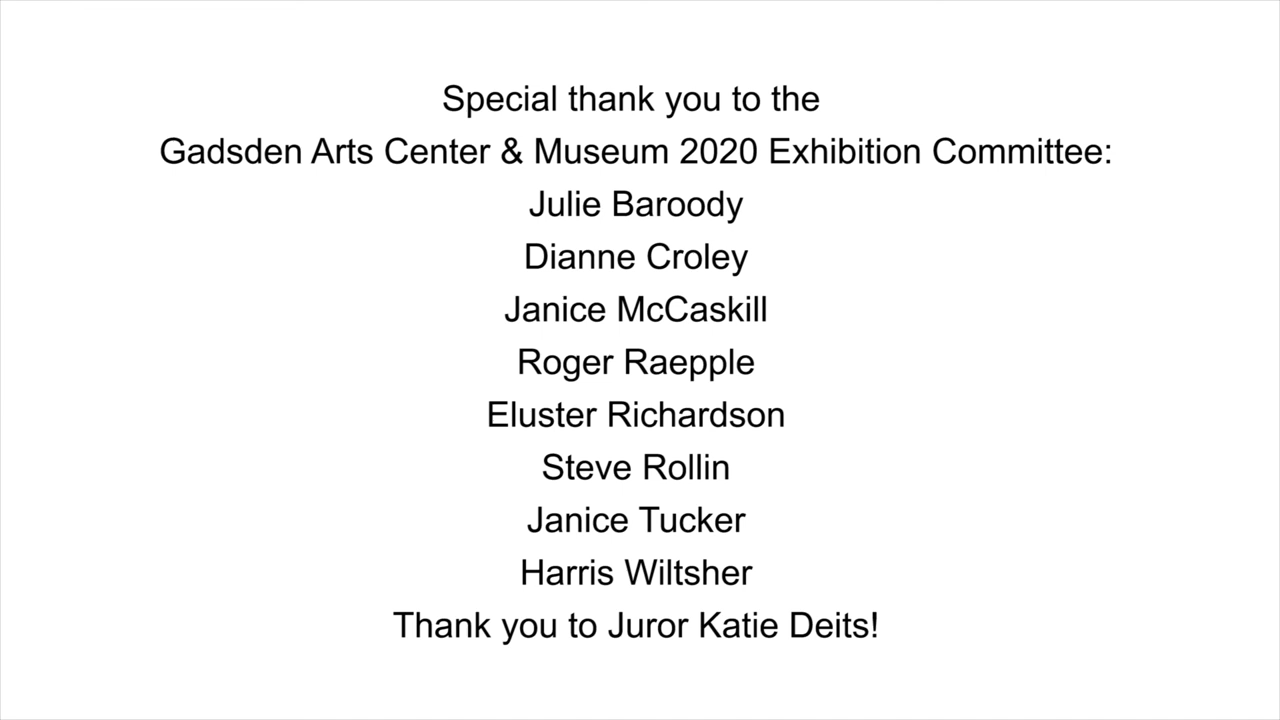 Special thank you to the
Gadsden Arts Center & Museum 2020 Exhibition Committee:
Julie Baroody
Dianne Croley
Janice McCaskill
Roger Raepple
Eluster Richardson
Steve Rollin
Janice Tucker
Harris Wiltsher
Thank you to Juror Katie Deits!